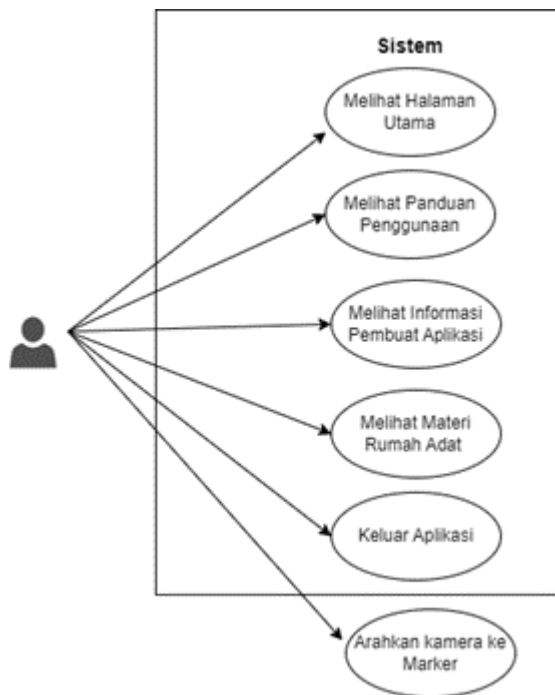 Sistem
Melihat Halaman
Utama
Melihat Panduan
Penggunaan
Melihat Informasi
Pembuat Aplikasi
Melihat Materi
Rumah Adat
Keluar Aplikasi
Arahkan kamera ke
Marker